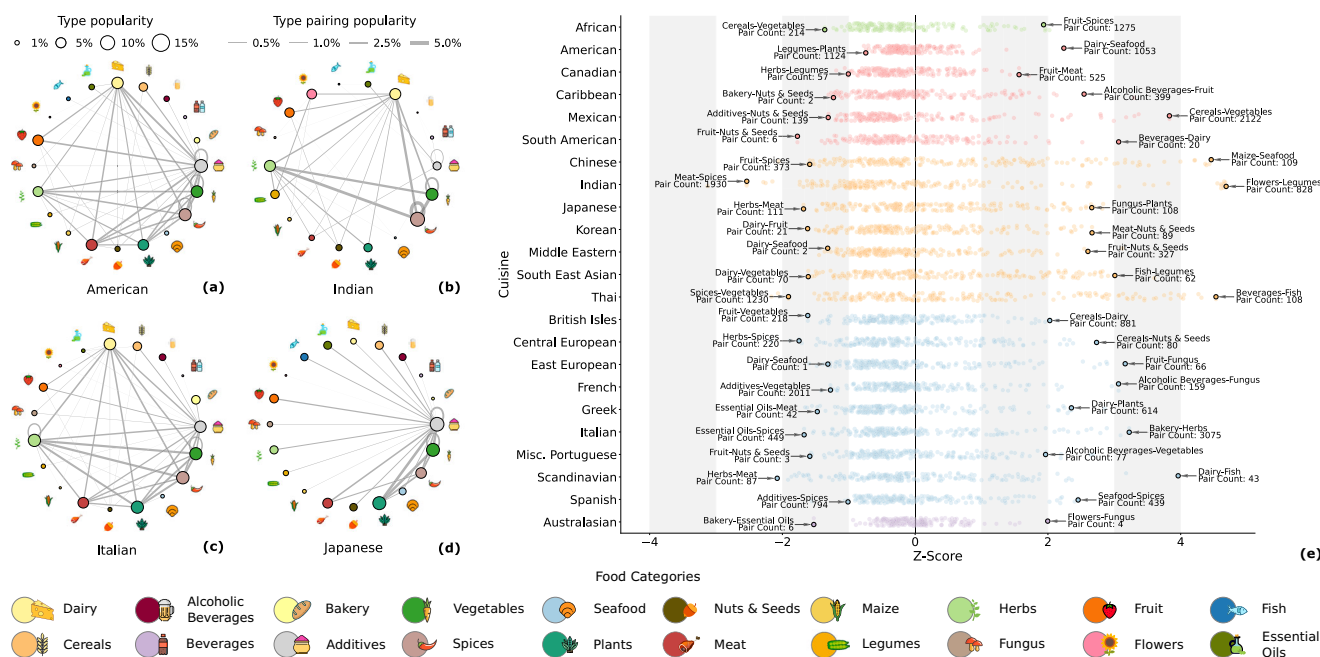 Type popularity
Type pairing popularity
1% 5% 10% 15%
0.5% 1.0% 2.5% 5.0%
American
(a)
Indian
(b)
Italian
(c)
Japanese
(d)
Cuisine
African
American
Canadian
Caribbean
Mexican
South American
Chinese
Indian
Japanese
Korean
Middle Eastern
South East Asian
Thai
British Isles
Central European
East European
French
Greek
Italian
Misc. Portuguese
Scandinavian
Spanish
Australasian
Cereals-Vegetables
Pair Count: 214
Fruit-Spices
Pair Count: 1275
Legumes-Plants
Pair Count: 1124
Dairy-Seafood
Pair Count: 1053
Herbs-Legumes
Pair Count: 57
Fruit-Meat
Pair Count: 525
Bakery-Nuts & Seeds
Pair Count: 2
Alcoholic Beverages-Fruit
Pair Count: 399
Additives-Nuts & Seeds
Pair Count: 139
Cereals-Vegetables
Pair Count: 2122
Fruit-Nuts & Seeds
Pair Count: 6
Beverages-Dairy
Pair Count: 20
Fruit-Spices
Pair Count: 373
Maize-Seafood
Pair Count: 109
Meat-Spices
Pair Count: 1930
Flowers-Legumes
Pair Count: 828
Herbs-Meat
Pair Count: 111
Fungus-Plants
Pair Count: 108
Dairy-Fruit
Pair Count: 21
Meat-Nuts & Seeds
Pair Count: 89
Dairy-Seafood
Pair Count: 2
Fruit-Nuts & Seeds
Pair Count: 327
Dairy-Vegetables
Pair Count: 70
Fish-Legumes
Pair Count: 62
Spices-Vegetables
Pair Count: 1230
Beverages-Fish
Pair Count: 108
Fruit-Vegetables
Pair Count: 218
Cereals-Dairy
Pair Count: 881
Herbs-Spices
Pair Count: 220
Cereals-Nuts & Seeds
Pair Count: 80
Dairy-Seafood
Pair Count: 1
Fruit-Fungus
Pair Count: 66
Additives-Vegetables
Pair Count: 2011
Alcoholic Beverages-Fungus
Pair Count: 159
Essential Oils-Meat
Pair Count: 42
Dairy-Plants
Pair Count: 614
Essential Oils-Spices
Pair Count: 449
Bakery-Herbs
Pair Count: 3075
Fruit-Nuts & Seeds
Pair Count: 3
Alcoholic Beverages-Vegetables
Pair Count: 77
Herbs-Meat
Pair Count: 87
Dairy-Fish
Pair Count: 43
Additives-Spices
Pair Count: 794
Seafood-Spices
Pair Count: 439
Bakery-Essential Oils
Pair Count: 6
Flowers-Fungus
Pair Count: 4
−4 −2 0 2 4
Z-Score
(e)
Food Categories
Dairy
Alcoholic
Beverages
Bakery
Vegetables
Seafood
Nuts & Seeds
Maize
Herbs
Fruit
Fish
Cereals
Beverages
Additives
Spices
Plants
Meat
Legumes
Fungus
Flowers
Essential
Oils